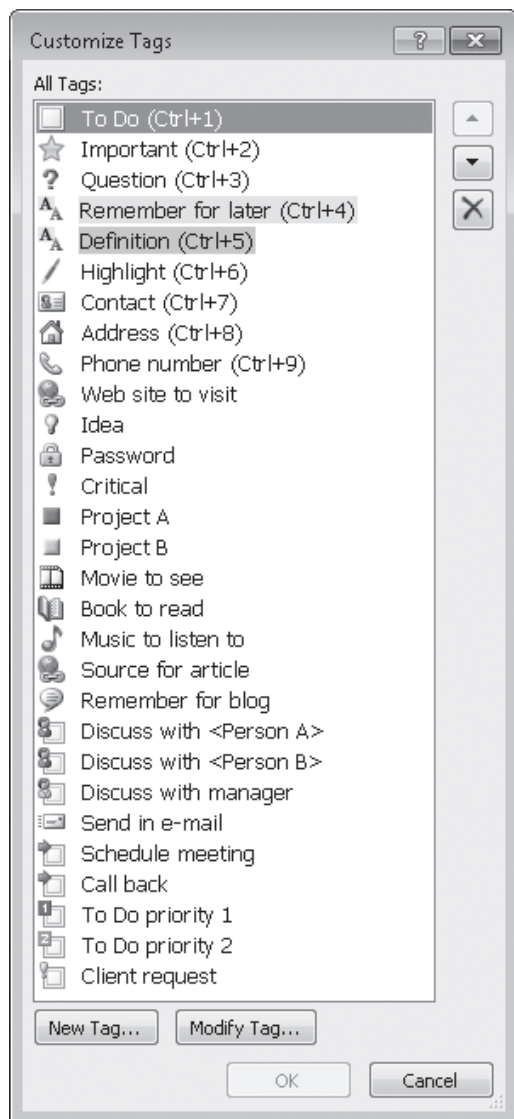 Customize Tags
All Tags:
To Do (Ctrl+1)
Important (Ctrl+2)
Question (Ctrl+3)
Remember for later (Ctrl+4)
Definition (Ctrl+5)
Highlight (Ctrl+6)
Contact (Ctrl+7)
Address (Ctrl+8)
Phone number (Ctrl+9)
Web site to visit
Idea
Password
Critical
Project A
Project B
Movie to see
Book to read
Music to listen to
Source for article
Remember for blog
Discuss with <Person A>
Discuss with <Person B>
Discuss with manager
Send in e-mail
Schedule meeting
Call back
To Do priority 1
To Do priority 2
Client request
New Tag... Modify Tag...
OK Cancel